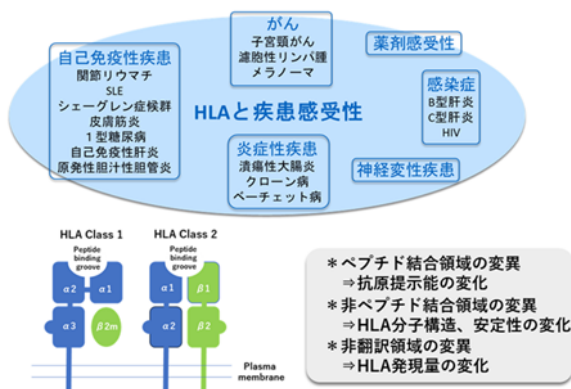 がん
子宮頸がん
濾胞性リンパ腫
メラノーマ
薬剤感受性
自己免疫性疾患
関節リウマチ
SLE
シェーグレン症候群
皮膚筋炎
1型糖尿病
自己免疫性肝炎
原発性胆汁性胆管炎
HLAと疾患感受性
感染症
B型肝炎
C型肝炎
HIV
炎症性疾患
潰瘍性大腸炎
クローン病
ベーチェット病
神経変性疾患
HLA Class 1
Peptide
binding groove
α2
α1
α3
β2m
HLA Class 2
Peptide
binding groove
α1
β1
α2
β2
Plasma
membrane
＊ペプチド結合領域の変異
⇒抗原提示能の変化
＊非ペプチド結合領域の変異
⇒HLA分子構造、安定性の変化
＊非翻訳領域の変異
⇒HLA発現量の変化